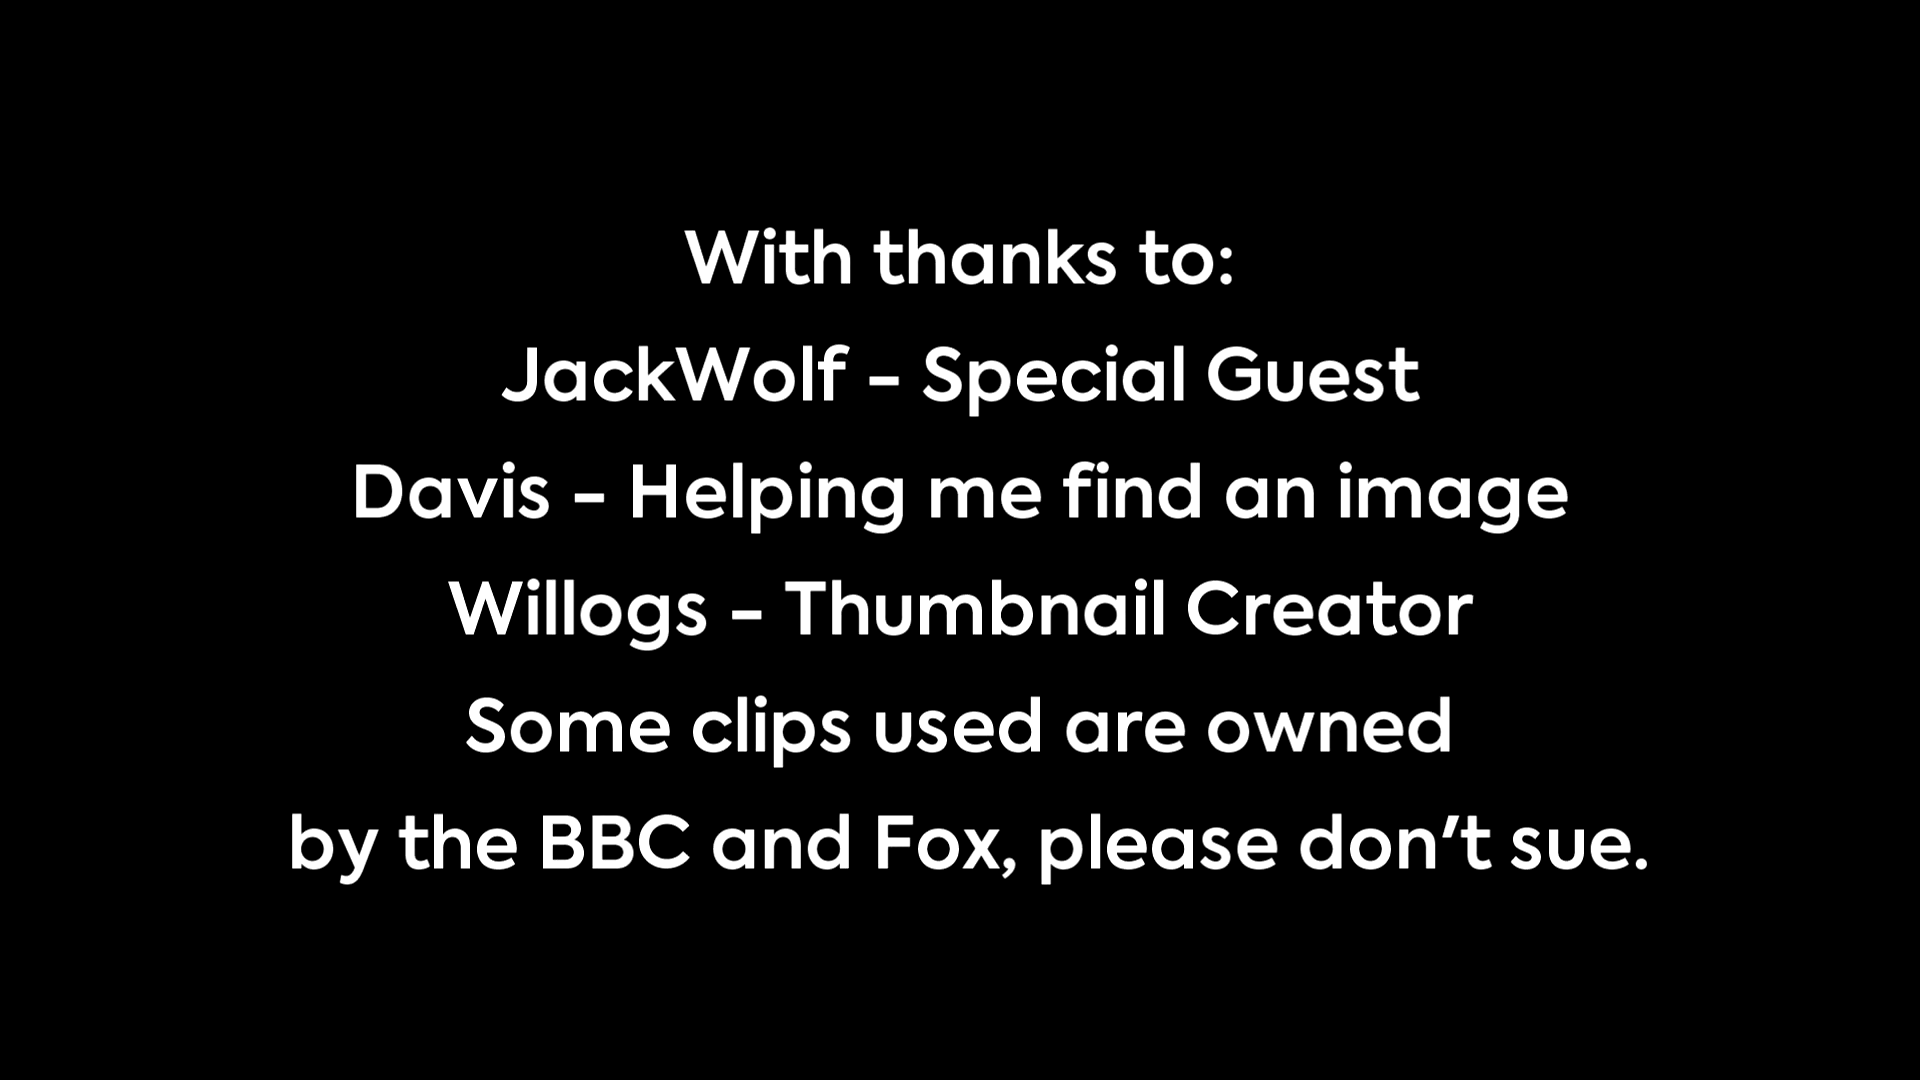 With thanks to:
JackWolf - Special Guest
Davis - Helping me find an image
Willogs - Thumbnail Creator
Some clips used are owned
by the BBC and Fox, please don't sue.